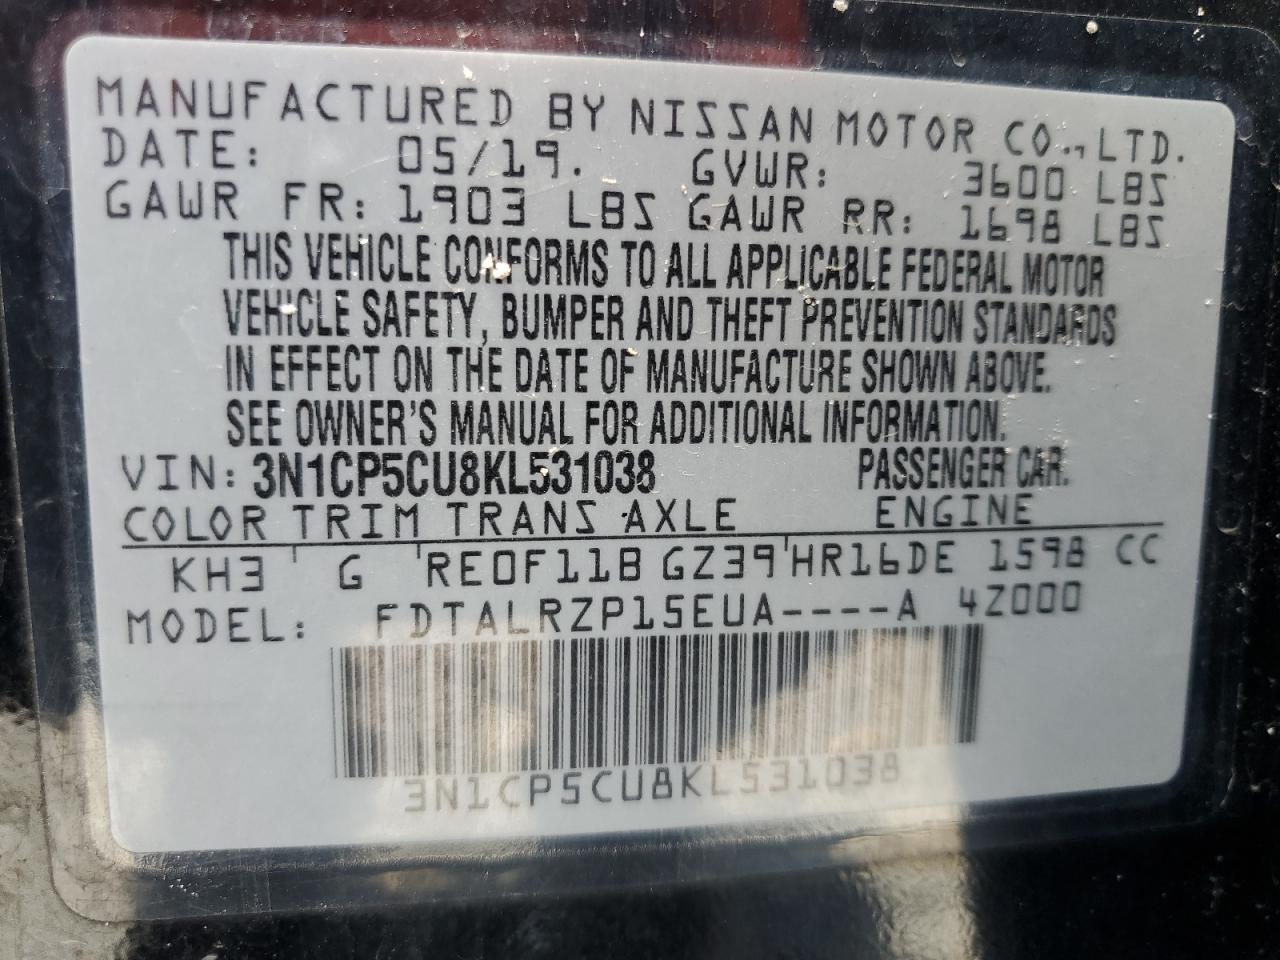 MANUFACTURED BY NISSAN MOTOR CO., LTD.
DATE: 05/19. GVWR: 3600 LBS
GAWR FR: 1903 LBS GAWR RR: 1698 LBS
THIS VEHICLE CONFORMS TO ALL APPLICABLE FEDERAL MOTOR
VEHICLE SAFETY, BUMPER AND THEFT PREVENTION STANDARDS
IN EFFECT ON THE DATE OF MANUFACTURE SHOWN ABOVE.
SEE OWNER'S MANUAL FOR ADDITIONAL INFORMATION.
VIN: 3N1CP5CU8KL531038 PASSENGER CAR.
COLOR TRIM TRANS AXLE ENGINE
KH3 G RE0F11B GZ39 HR16DE 1598 CC
MODEL: FDTALRZP15EUA----A 4Z000
3N1CP5CU8KL531038